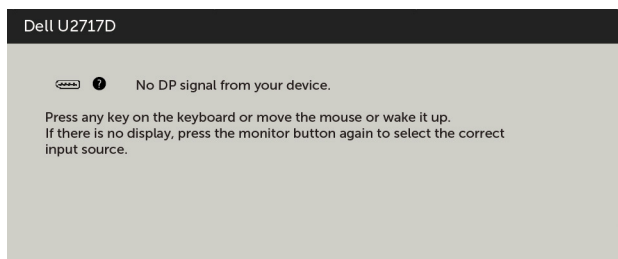 Dell U2717D
? No DP signal from your device.
Press any key on the keyboard or move the mouse or wake it up.
If there is no display, press the monitor button again to select the correct
input source.